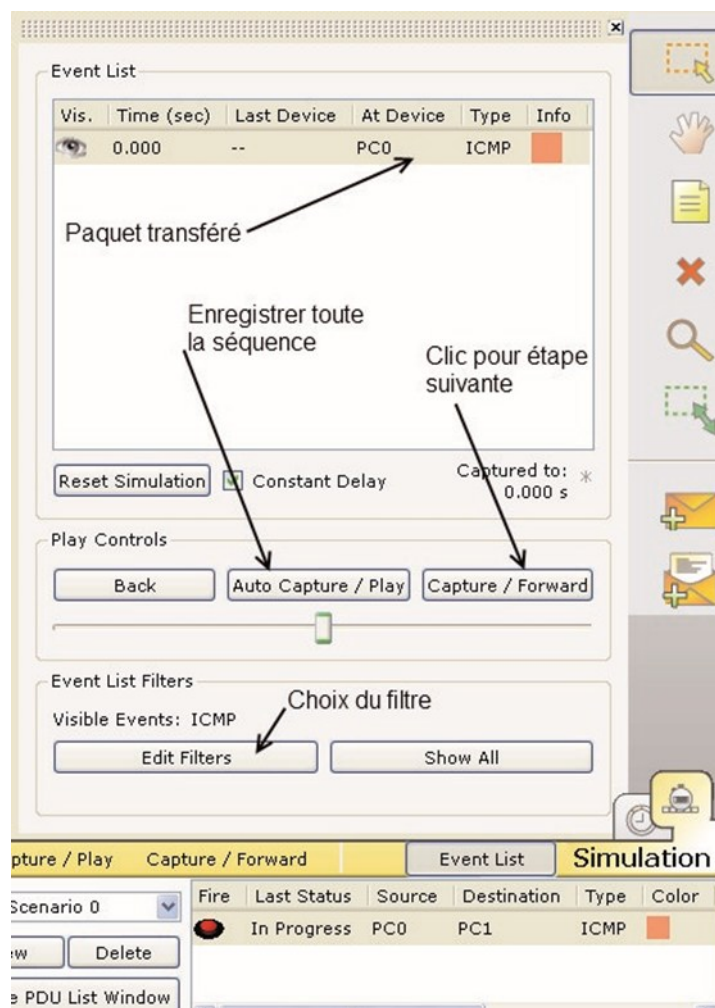 Event List
Vis. Time (sec) Last Device At Device Type Info
0.000 -- PC0 ICMP
Paquet transféré
Enregistrer toute
la séquence
Clic pour étape
suivante
Reset Simulation Constant Delay Captured to: *
0.000 s
Play Controls
Back Auto Capture / Play Capture / Forward
Event List Filters
Choix du filtre
Visible Events: ICMP
Edit Filters Show All
pture / Play Capture / Forward Event List Simulation
Scenario 0 Fire Last Status Source Destination Type Color
In Progress PC0 PC1 ICMP
ew Delete
e PDU List Window